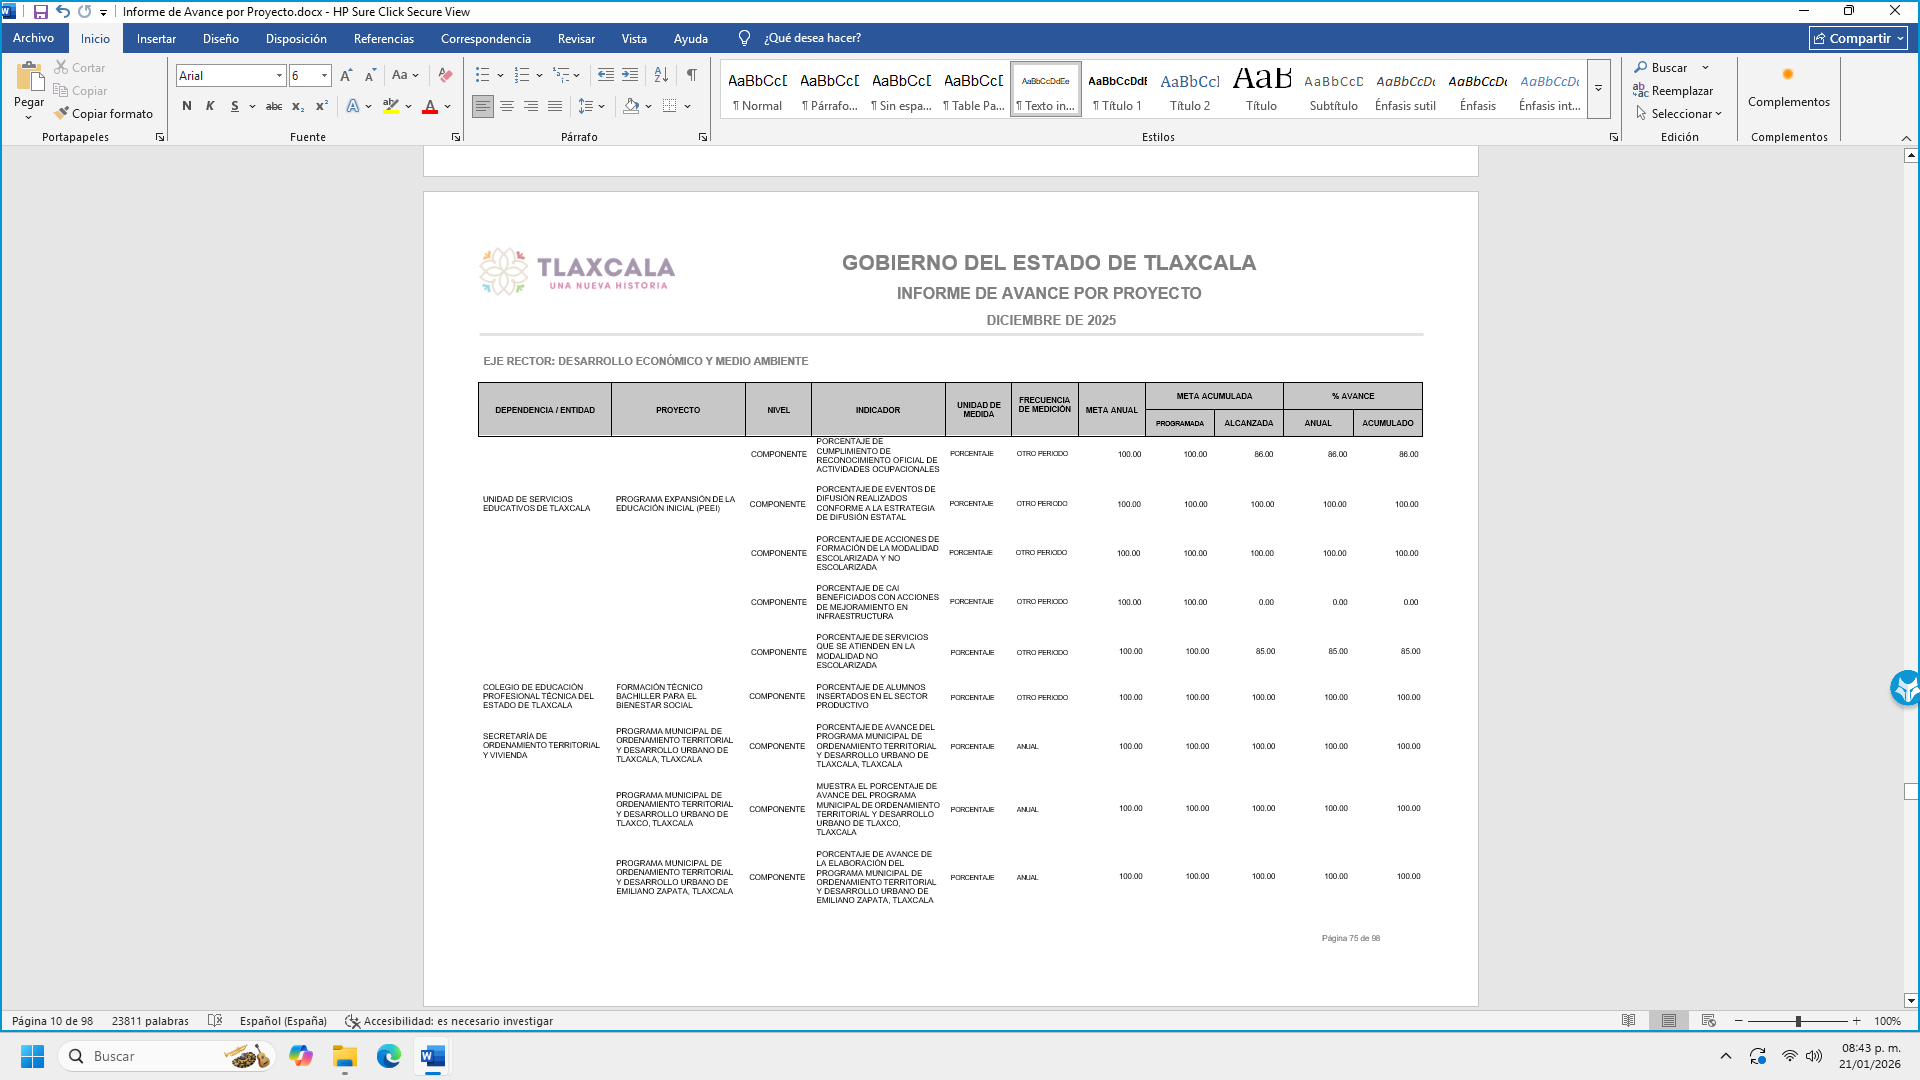 Informe de Avance por Proyecto.docx - HP Sure Click Secure View
Archivo
Inicio
Insertar
Diseño
Disposición
Referencias
Correspondencia
Revisar
Vista
Ayuda
¿Qué desea hacer?
Compartir
Pegar
Cortar
Copiar
Copiar formato
Portapapeles
Arial
6
Fuente
Párrafo
AaBbCcI ¶ Normal
AaBbCcI ¶ Párrafo...
AaBbCcI ¶ Sin espa...
AaBbCcI ¶ Table Pa...
AaBbCcDdEe ¶ Texto in...
AaBbCcDdI ¶ Título 1
AaBbCcI Título 2
AaB Título
AaBbCcD Subtítulo
AaBbCcDc Énfasis sutil
AaBbCcDc Énfasis
AaBbCcDc Énfasis int...
Estilos
Buscar
Reemplazar
Seleccionar
Edición
Complementos
Complementos
TLAXCALA
UNA NUEVA HISTORIA
GOBIERNO DEL ESTADO DE TLAXCALA
INFORME DE AVANCE POR PROYECTO
DICIEMBRE DE 2025
EJE RECTOR: DESARROLLO ECONÓMICO Y MEDIO AMBIENTE
DEPENDENCIA / ENTIDAD
PROYECTO
NIVEL
INDICADOR
UNIDAD DE
MEDIDA
FRECUENCIA
DE MEDICIÓN
META ANUAL
META ACUMULADA
PROGRAMADA
ALCANZADA
% AVANCE
ANUAL
ACUMULADO
COMPONENTE
PORCENTAJE DE
CUMPLIMIENTO DE
RECONOCIMIENTO OFICIAL DE
ACTIVIDADES OCUPACIONALES
PORCENTAJE OTRO PERIODO 100.00 100.00 86.00 86.00 86.00
UNIDAD DE SERVICIOS
EDUCATIVOS DE TLAXCALA
PROGRAMA EXPANSIÓN DE LA
EDUCACIÓN INICIAL (PEEI)
COMPONENTE
PORCENTAJE DE EVENTOS DE
DIFUSIÓN REALIZADOS
CONFORME A LA ESTRATEGIA
DE DIFUSIÓN ESTATAL
PORCENTAJE OTRO PERIODO 100.00 100.00 100.00 100.00 100.00
COMPONENTE
PORCENTAJE DE ACCIONES DE
FORMACIÓN DE LA MODALIDAD
ESCOLARIZADA Y NO
ESCOLARIZADA
PORCENTAJE OTRO PERIODO 100.00 100.00 100.00 100.00 100.00
COMPONENTE
PORCENTAJE DE CAI
BENEFICIADOS CON ACCIONES
DE MEJORAMIENTO EN
INFRAESTRUCTURA
PORCENTAJE OTRO PERIODO 100.00 100.00 0.00 0.00 0.00
COMPONENTE
PORCENTAJE DE SERVICIOS
QUE SE ATIENDEN EN LA
MODALIDAD NO
ESCOLARIZADA
PORCENTAJE OTRO PERIODO 100.00 100.00 85.00 85.00 85.00
COLEGIO DE EDUCACIÓN
PROFESIONAL TÉCNICA DEL
ESTADO DE TLAXCALA
FORMACIÓN TÉCNICO
BACHILLER PARA EL
BIENESTAR SOCIAL
COMPONENTE
PORCENTAJE DE ALUMNOS
INSERTADOS EN EL SECTOR
PRODUCTIVO
PORCENTAJE OTRO PERIODO 100.00 100.00 100.00 100.00 100.00
SECRETARÍA DE
ORDENAMIENTO TERRITORIAL
Y VIVIENDA
PROGRAMA MUNICIPAL DE
ORDENAMIENTO TERRITORIAL
Y DESARROLLO URBANO DE
TLAXCALA, TLAXCALA
COMPONENTE
PORCENTAJE DE AVANCE DEL
PROGRAMA MUNICIPAL DE
ORDENAMIENTO TERRITORIAL
Y DESARROLLO URBANO DE
TLAXCALA, TLAXCALA
PORCENTAJE ANUAL 100.00 100.00 100.00 100.00 100.00
PROGRAMA MUNICIPAL DE
ORDENAMIENTO TERRITORIAL
Y DESARROLLO URBANO DE
TLAXCO, TLAXCALA
COMPONENTE
MUESTRA EL PORCENTAJE DE
AVANCE DEL PROGRAMA
MUNICIPAL DE ORDENAMIENTO
TERRITORIAL Y DESARROLLO
URBANO DE TLAXCO,
TLAXCALA
PORCENTAJE ANUAL 100.00 100.00 100.00 100.00 100.00
PROGRAMA MUNICIPAL DE
ORDENAMIENTO TERRITORIAL
Y DESARROLLO URBANO DE
EMILIANO ZAPATA, TLAXCALA
COMPONENTE
PORCENTAJE DE AVANCE DE
LA ELABORACIÓN DEL
PROGRAMA MUNICIPAL DE
ORDENAMIENTO TERRITORIAL
Y DESARROLLO URBANO DE
EMILIANO ZAPATA, TLAXCALA
PORCENTAJE ANUAL 100.00 100.00 100.00 100.00 100.00
Página 75 de 98
Página 10 de 98
23811 palabras
Español (España)
Accesibilidad: es necesario investigar
100%
Buscar
08:43 p. m.
21/01/2026